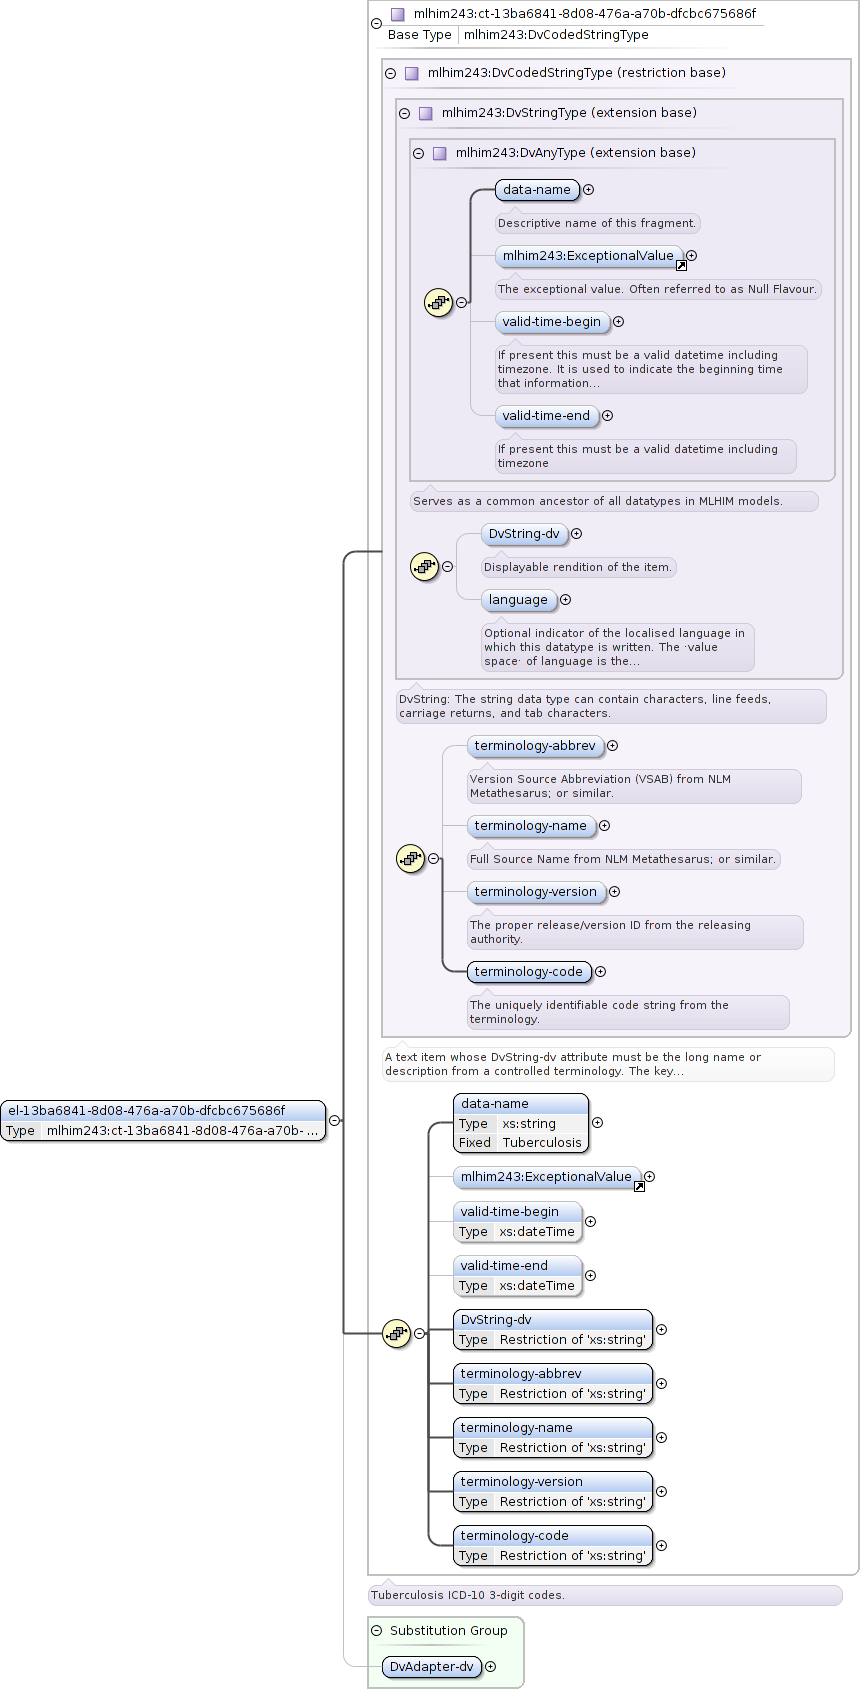 mlhim243:ct-13ba6841-8d08-476a-a70b-dfcbc675686f
Base Type mlhim243:DvCodedStringType
mlhim243:DvCodedStringType (restriction base)
mlhim243:DvStringType (extension base)
mlhim243:DvAnyType (extension base)
data-name
Descriptive name of this fragment.
mlhim243:ExceptionalValue
The exceptional value. Often referred to as Null Flavour.
valid-time-begin
If present this must be a valid datetime including
timezone. It is used to indicate the beginning time
that information...
valid-time-end
If present this must be a valid datetime including
timezone
Serves as a common ancestor of all datatypes in MLHIM models.
DvString-dv
Displayable rendition of the item.
language
Optional indicator of the localised language in
which this datatype is written. The ·value
space· of language is the...
DvString: The string data type can contain characters, line feeds,
carriage returns, and tab characters.
terminology-abbrev
Version Source Abbreviation (VSAB) from NLM
Metathesarus; or similar.
terminology-name
Full Source Name from NLM Metathesarus; or similar.
terminology-version
The proper release/version ID from the releasing
authority.
terminology-code
The uniquely identifiable code string from the
terminology.
A text item whose DvString-dv attribute must be the long name or
description from a controlled terminology. The key...
el-13ba6841-8d08-476a-a70b-dfcbc675686f
Type mlhim243:ct-13ba6841-8d08-476a-a70b- ...
data-name
Type xs:string
Fixed Tuberculosis
mlhim243:ExceptionalValue
valid-time-begin
Type xs:dateTime
valid-time-end
Type xs:dateTime
DvString-dv
Type Restriction of 'xs:string'
terminology-abbrev
Type Restriction of 'xs:string'
terminology-name
Type Restriction of 'xs:string'
terminology-version
Type Restriction of 'xs:string'
terminology-code
Type Restriction of 'xs:string'
Tuberculosis ICD-10 3-digit codes.
Substitution Group
DvAdapter-dv